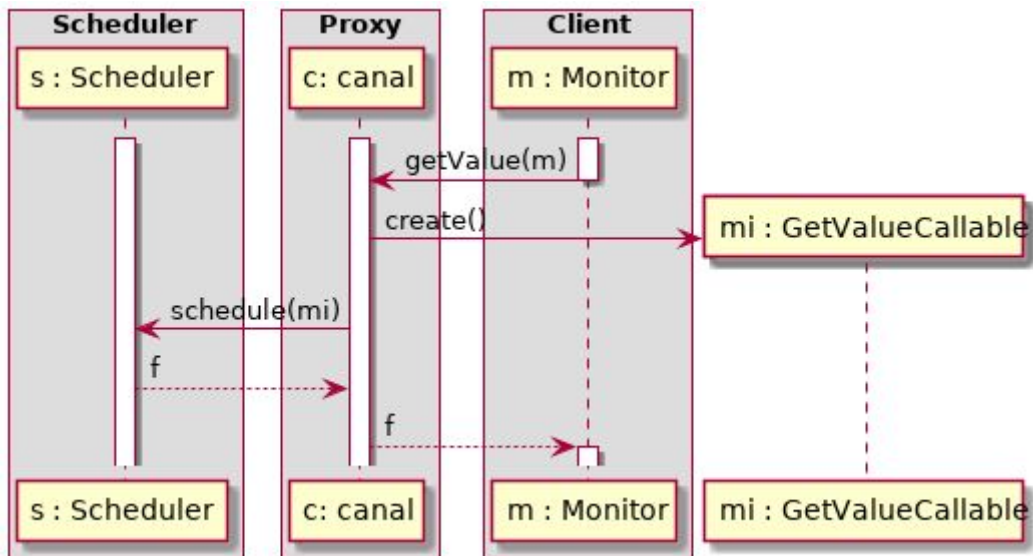 Scheduler
Proxy
Client
s : Scheduler
c: canal
m : Monitor
getValue(m)
create()
mi : GetValueCallable
schedule(mi)
f
f
s : Scheduler
c: canal
m : Monitor
mi : GetValueCallable